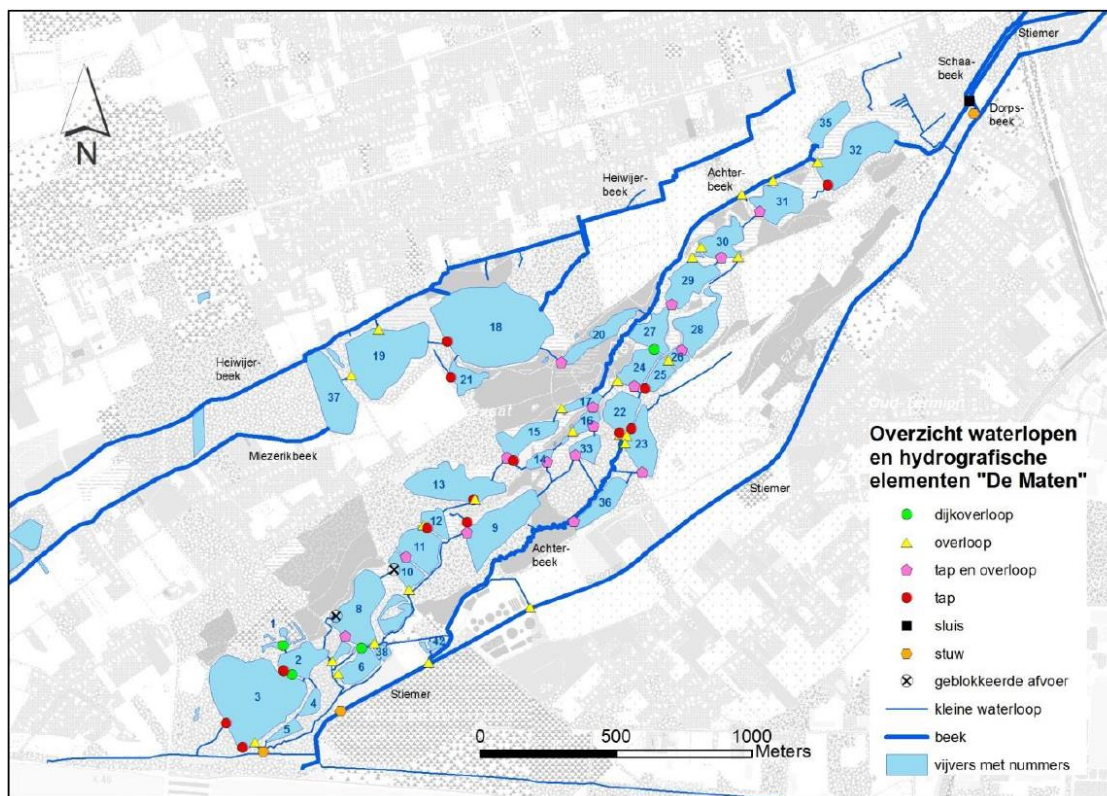 Stiemer
Schaa-
beek
Dorps-
beek
N
35
32
Heiwijer-
beek
Achter-
beek
31
30
29
18
20
27
28
19
26
24
25
Heiwijer-
beek
21
37
17
22
16
15
23
Miezerikbeek
33
14
Stiemer
13
36
12
9
11
Achter-
beek
10
8
1
42
2
38
6
3
4
Stiemer
5
Overzicht waterlopen
en hydrografische
elementen "De Maten"
dijkoverloop
overloop
tap en overloop
tap
sluis
stuw
geblokkeerde afvoer
kleine waterloop
beek
vijvers met nummers
0 500 1000
Meters